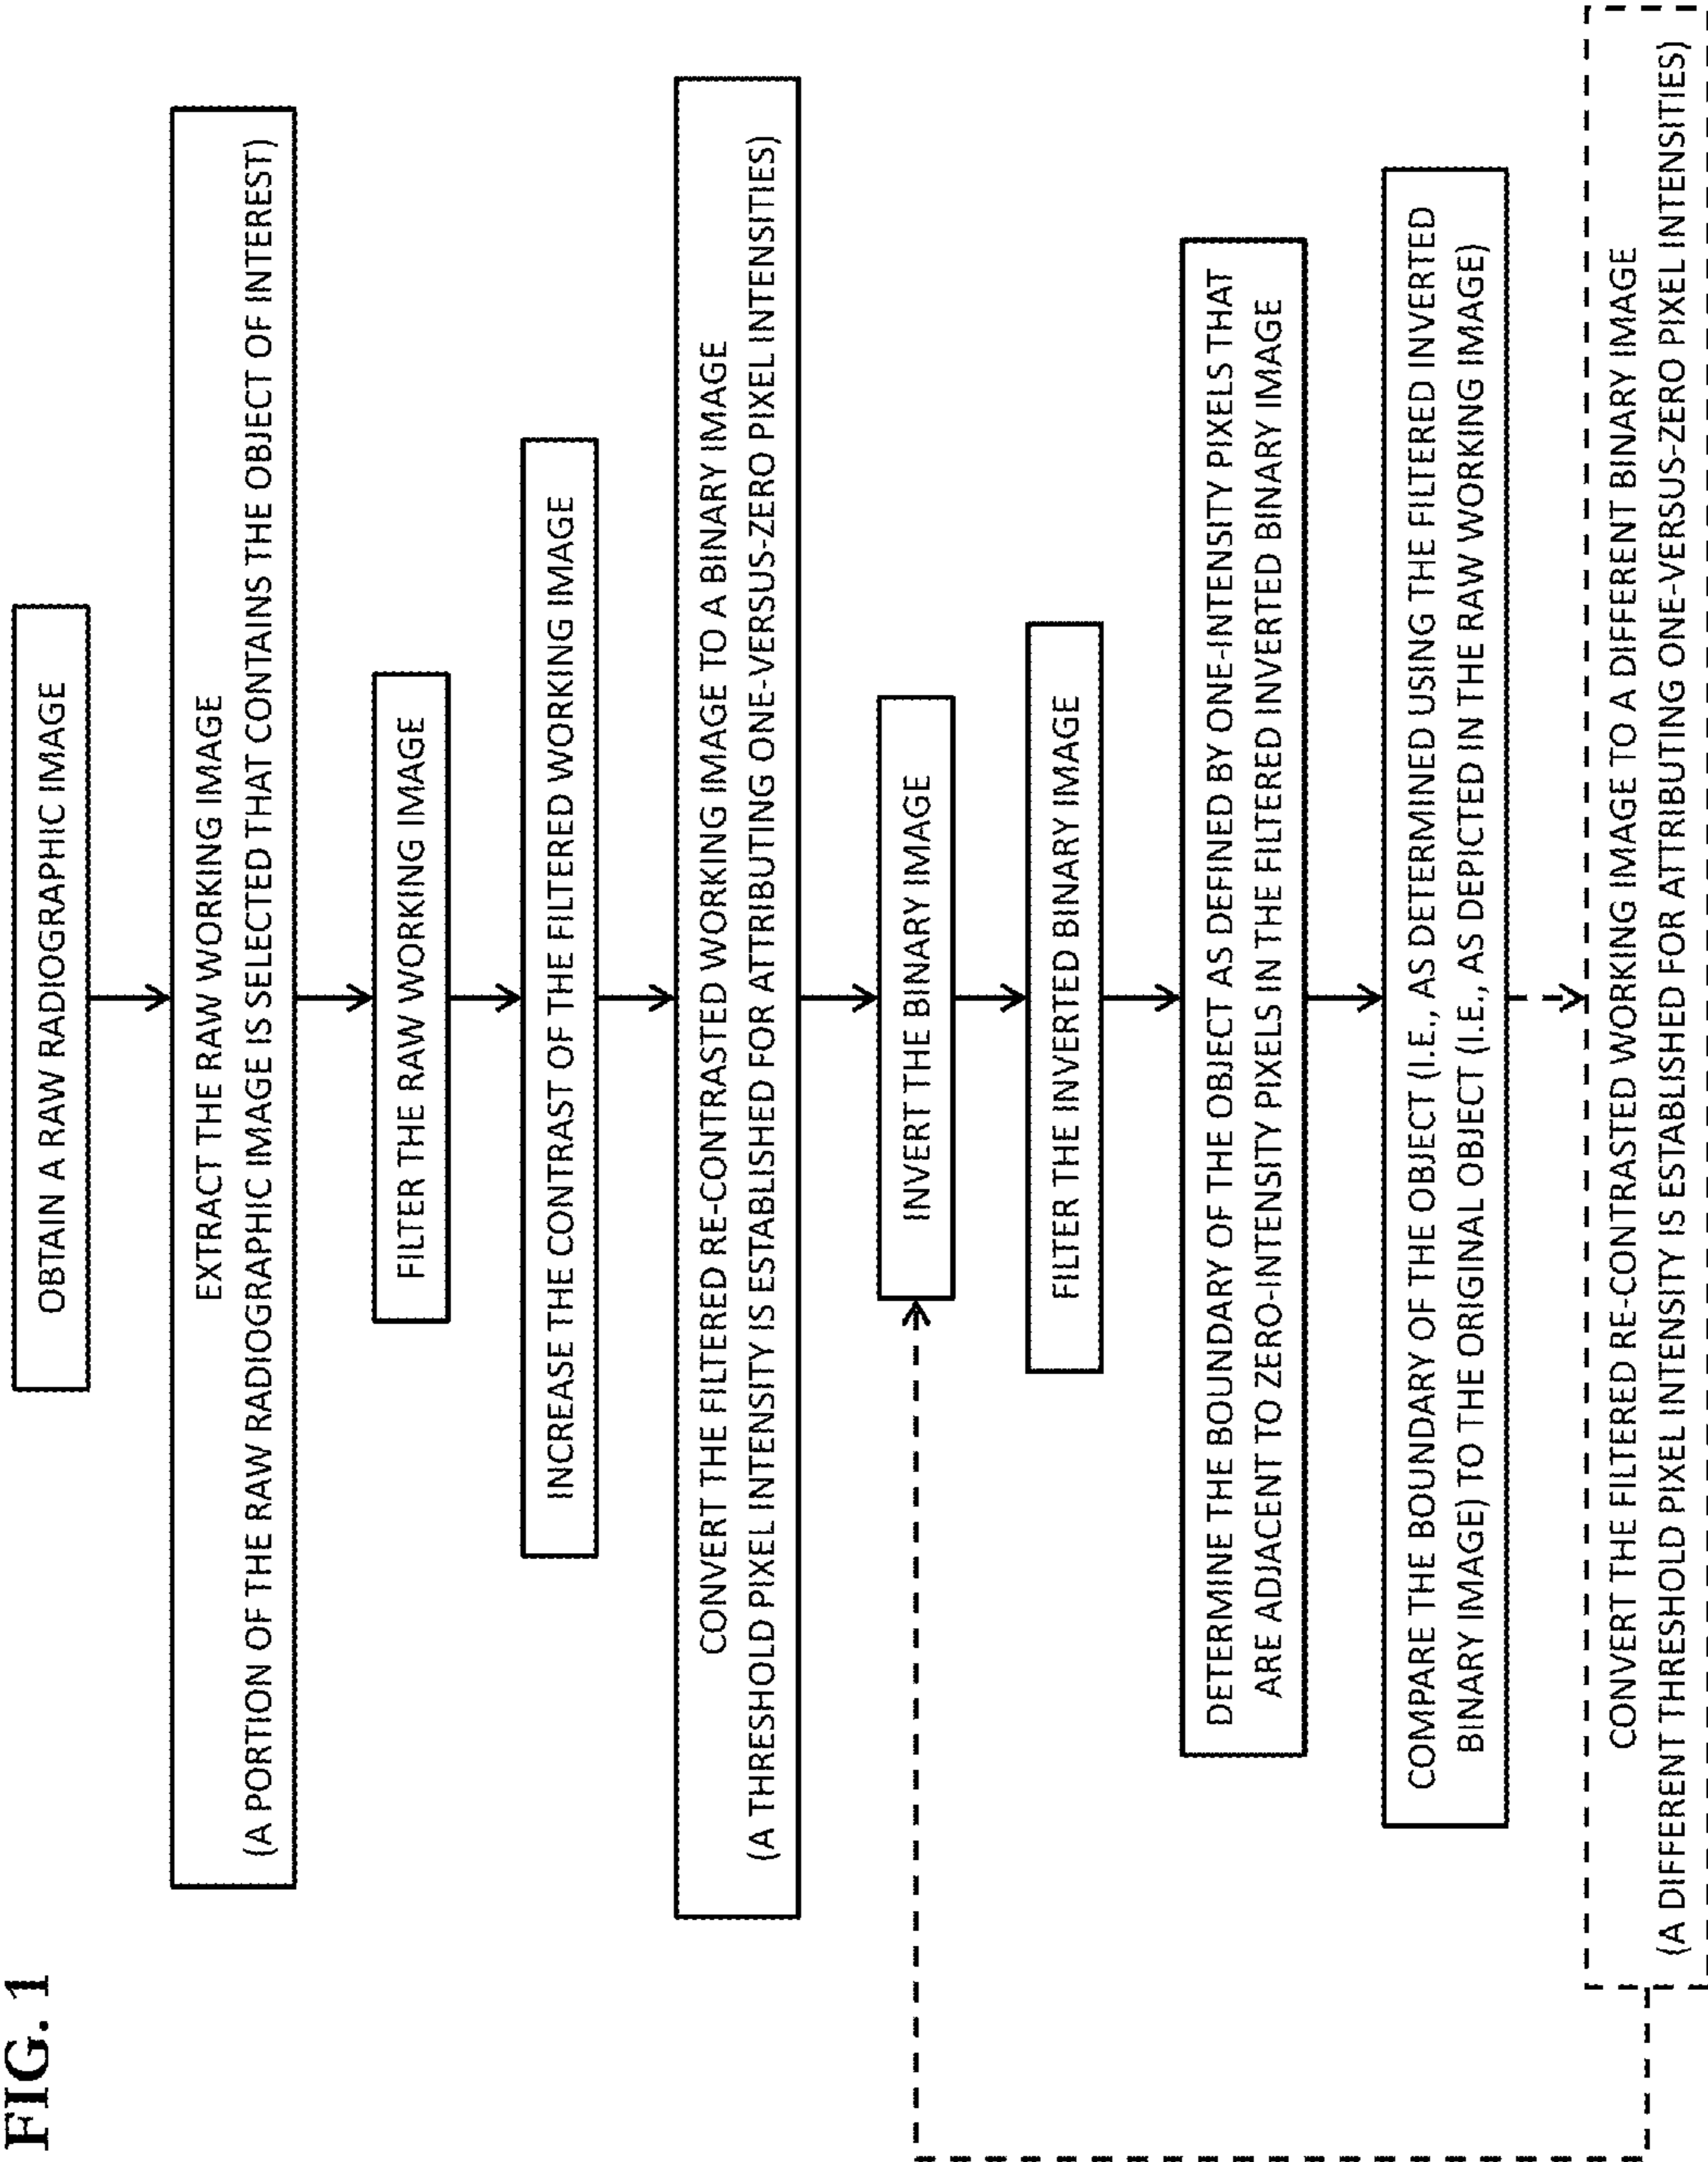 FIG. 1
OBTAIN A RAW RADIOGRAPHIC IMAGE
EXTRACT THE RAW WORKING IMAGE
(A PORTION OF THE RAW RADIOGRAPHIC IMAGE IS SELECTED THAT CONTAINS THE OBJECT OF INTEREST)
FILTER THE RAW WORKING IMAGE
INCREASE THE CONTRAST OF THE FILTERED WORKING IMAGE
CONVERT THE FILTERED RE-CONTRASTED WORKING IMAGE TO A BINARY IMAGE
(A THRESHOLD PIXEL INTENSITY IS ESTABLISHED FOR ATTRIBUTING ONE-VERSUS-ZERO PIXEL INTENSITIES)
INVERT THE BINARY IMAGE
FILTER THE INVERTED BINARY IMAGE
DETERMINE THE BOUNDARY OF THE OBJECT AS DEFINED BY ONE-INTENSITY PIXELS THAT
ARE ADJACENT TO ZERO-INTENSITY PIXELS IN THE FILTERED INVERTED BINARY IMAGE
COMPARE THE BOUNDARY OF THE OBJECT (I.E., AS DETERMINED USING THE FILTERED INVERTED
BINARY IMAGE) TO THE ORIGINAL OBJECT (I.E., AS DEPICTED IN THE RAW WORKING IMAGE)
CONVERT THE FILTERED RE-CONTRASTED WORKING IMAGE TO A DIFFERENT BINARY IMAGE
(A DIFFERENT THRESHOLD PIXEL INTENSITY IS ESTABLISHED FOR ATTRIBUTING ONE-VERSUS-ZERO PIXEL INTENSITIES)